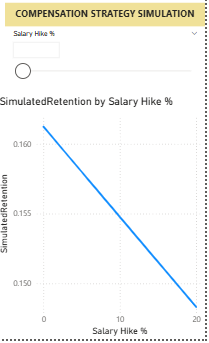 COMPENSATION STRATEGY SIMULATION
Salary Hike %
SimulatedRetention by Salary Hike %
SimulatedRetention
0.160
0.155
0.150
0
10
20
Salary Hike %